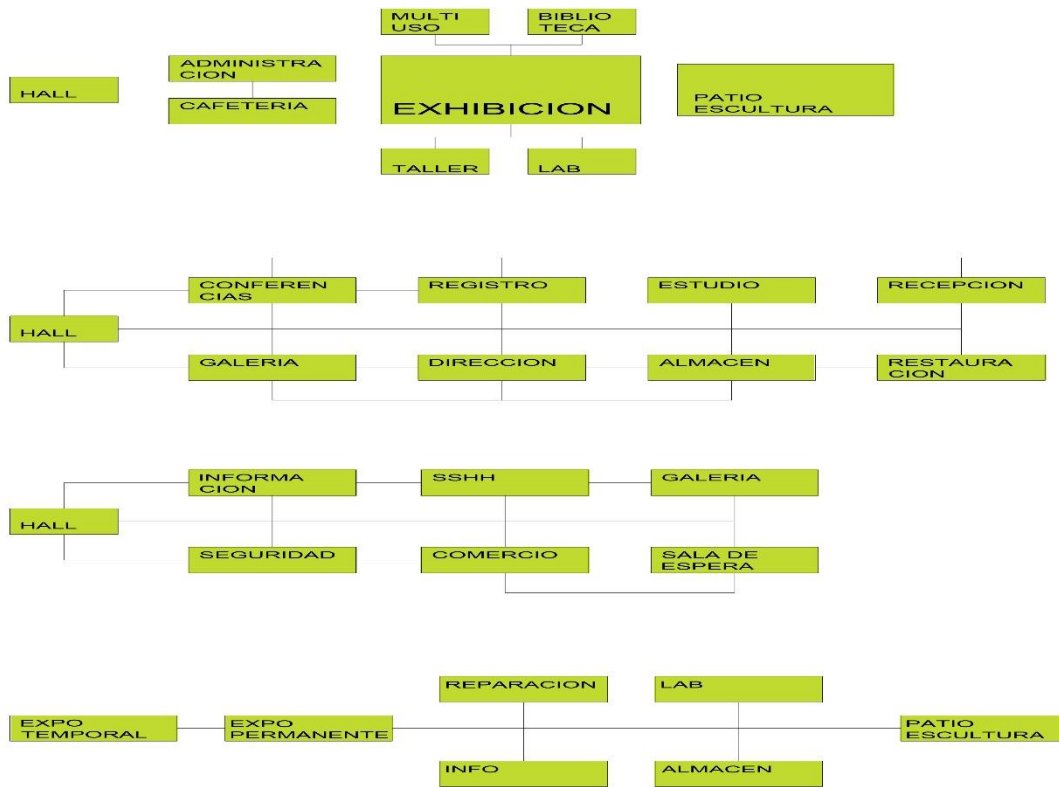 MULTI
USO
BIBLIO
TECA
ADMINISTRA
CION
HALL
CAFETERIA
EXHIBICION
PATIO
ESCULTURA
TALLER
LAB
CONFEREN
CIAS
REGISTRO
ESTUDIO
RECEPCION
HALL
GALERIA
DIRECCION
ALMACEN
RESTAURA
CION
INFORMA
CION
SSHH
GALERIA
HALL
SEGURIDAD
COMERCIO
SALA DE
ESPERA
REPARACION
LAB
EXPO
TEMPORAL
EXPO
PERMANENTE
PATIO
ESCULTURA
INFO
ALMACEN